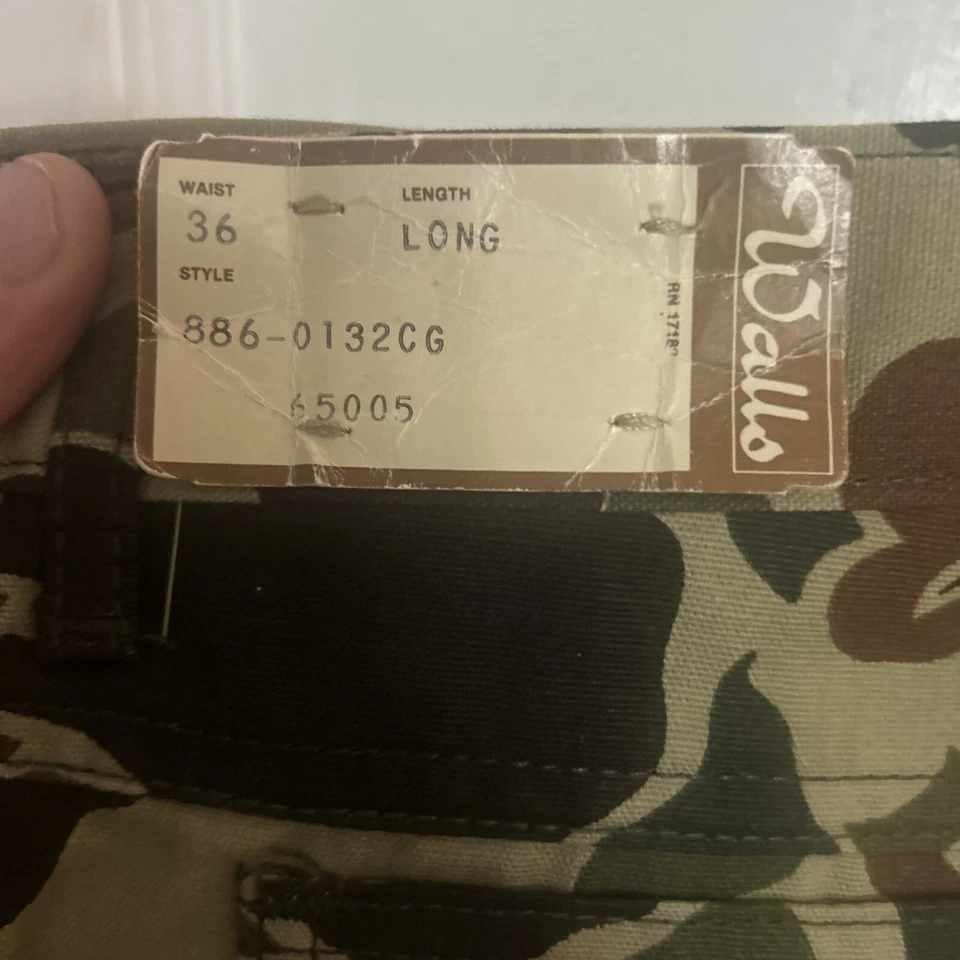 WAIST
36
LENGTH
LONG
STYLE
886-0132CG
65005
Walls